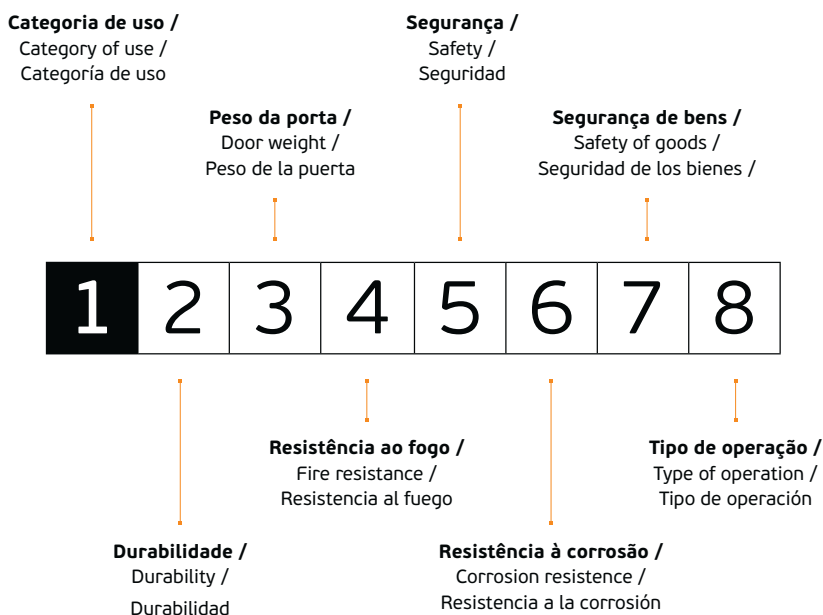 Categoria de uso /
Category of use /
Categoría de uso
Segurança /
Safety /
Seguridad
Peso da porta /
Door weight /
Peso de la puerta
Segurança de bens /
Safety of goods /
Seguridad de los bienes /
1 2 3 4 5 6 7 8
Resistência ao fogo /
Fire resistance /
Resistencia al fuego
Tipo de operação /
Type of operation /
Tipo de operación
Durabilidade /
Durability /
Durabilidad
Resistência à corrosão /
Corrosion resistence /
Resistencia a la corrosión